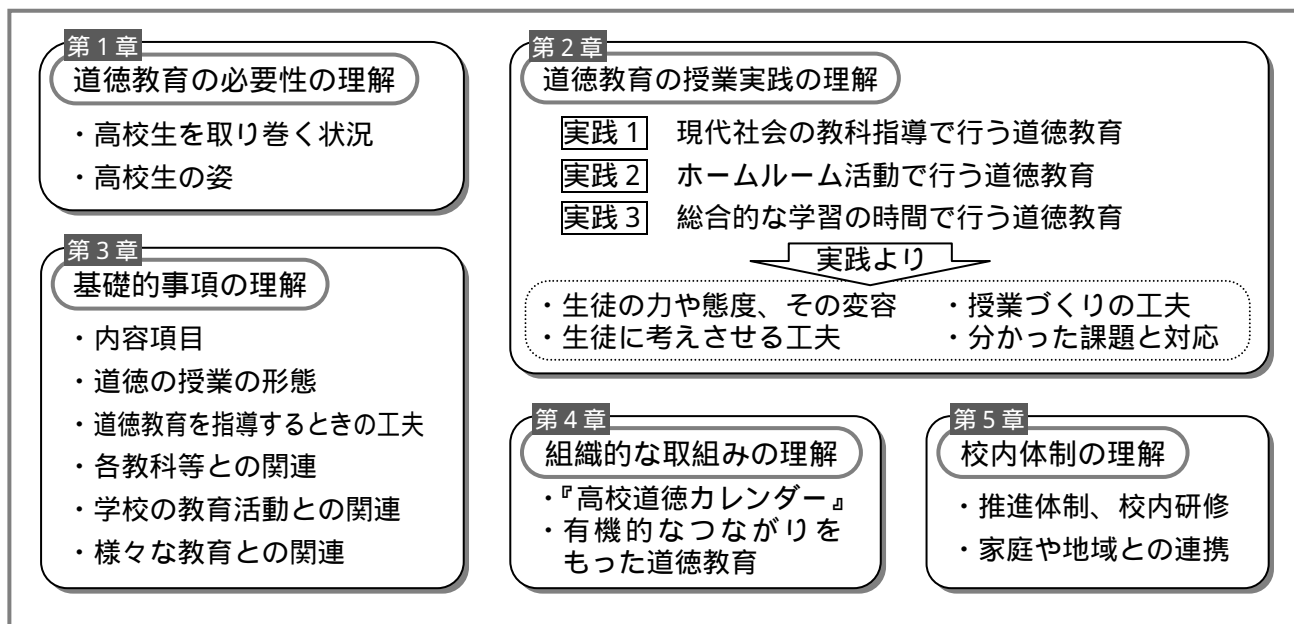 第1章
道徳教育の必要性の理解
・高校生を取り巻く状況
・高校生の姿
第2章
道徳教育の授業実践の理解
実践1 現代社会の教科指導で行う道徳教育
実践2 ホームルーム活動で行う道徳教育
実践3 総合的な学習の時間で行う道徳教育
実践より
・生徒の力や態度、その変容 ・授業づくりの工夫
・生徒に考えさせる工夫 ・分かった課題と対応
第3章
基礎的事項の理解
・内容項目
・道徳の授業の形態
・道徳教育を指導するときの工夫
・各教科等との関連
・学校の教育活動との関連
・様々な教育との関連
第4章
組織的な取組みの理解
・『高校道徳カレンダー』
・有機的なつながりを
もった道徳教育
第5章
校内体制の理解
・推進体制、校内研修
・家庭や地域との連携